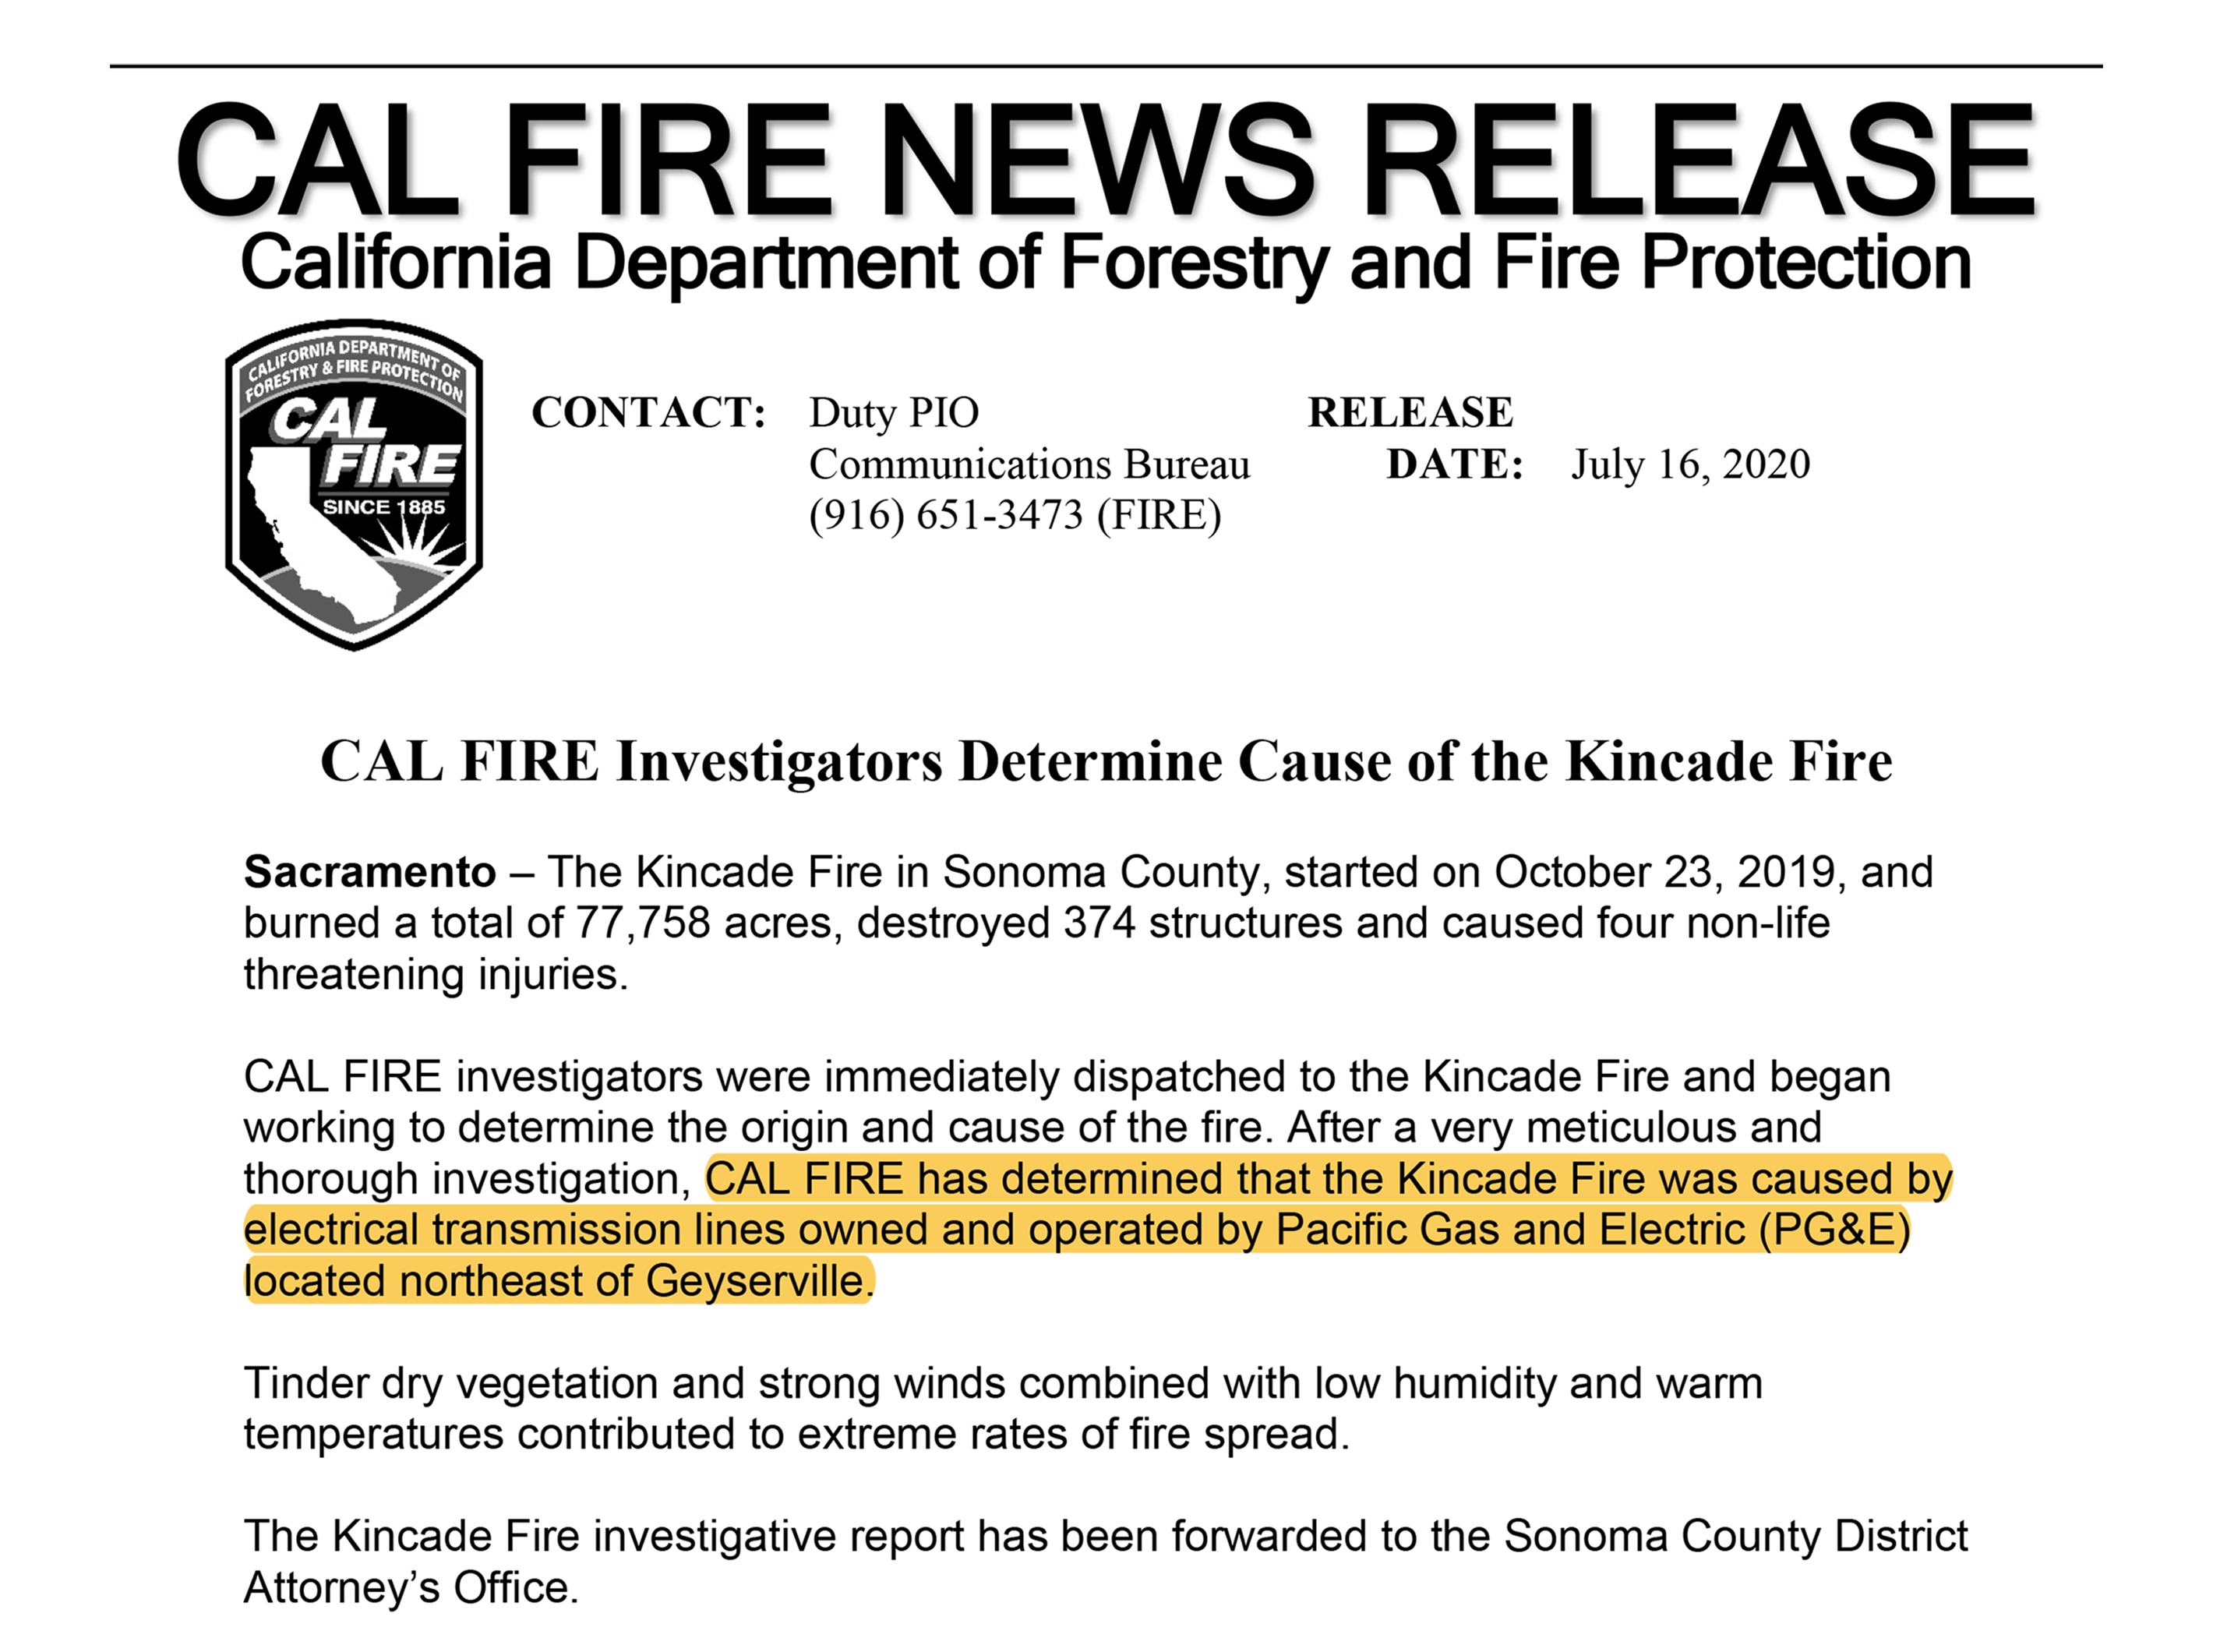 CAL FIRE NEWS RELEASE
California Department of Forestry and Fire Protection
CALIFORNIA DEPARTMENT OF
FORESTRY & FIRE PROTECTION
CAL
FIRE
SINCE 1885
CONTACT: Duty PIO
Communications Bureau
(916) 651-3473 (FIRE)
RELEASE
DATE: July 16, 2020
CAL FIRE Investigators Determine Cause of the Kincade Fire
Sacramento – The Kincade Fire in Sonoma County, started on October 23, 2019, and
burned a total of 77,758 acres, destroyed 374 structures and caused four non-life
threatening injuries.
CAL FIRE investigators were immediately dispatched to the Kincade Fire and began
working to determine the origin and cause of the fire. After a very meticulous and
thorough investigation, CAL FIRE has determined that the Kincade Fire was caused by
electrical transmission lines owned and operated by Pacific Gas and Electric (PG&E)
located northeast of Geyserville.
Tinder dry vegetation and strong winds combined with low humidity and warm
temperatures contributed to extreme rates of fire spread.
The Kincade Fire investigative report has been forwarded to the Sonoma County District
Attorney’s Office.